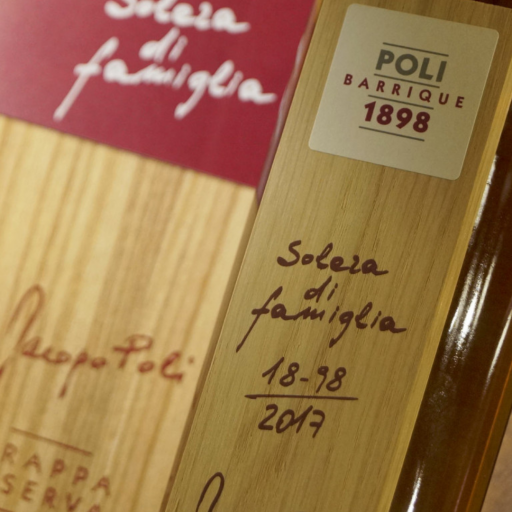 Solera
di
famiglia
Jacopo Poli
RAPPA
SERVA
POLI
BARRIQUE
1898
Solera
di
famiglia
18-98
2017